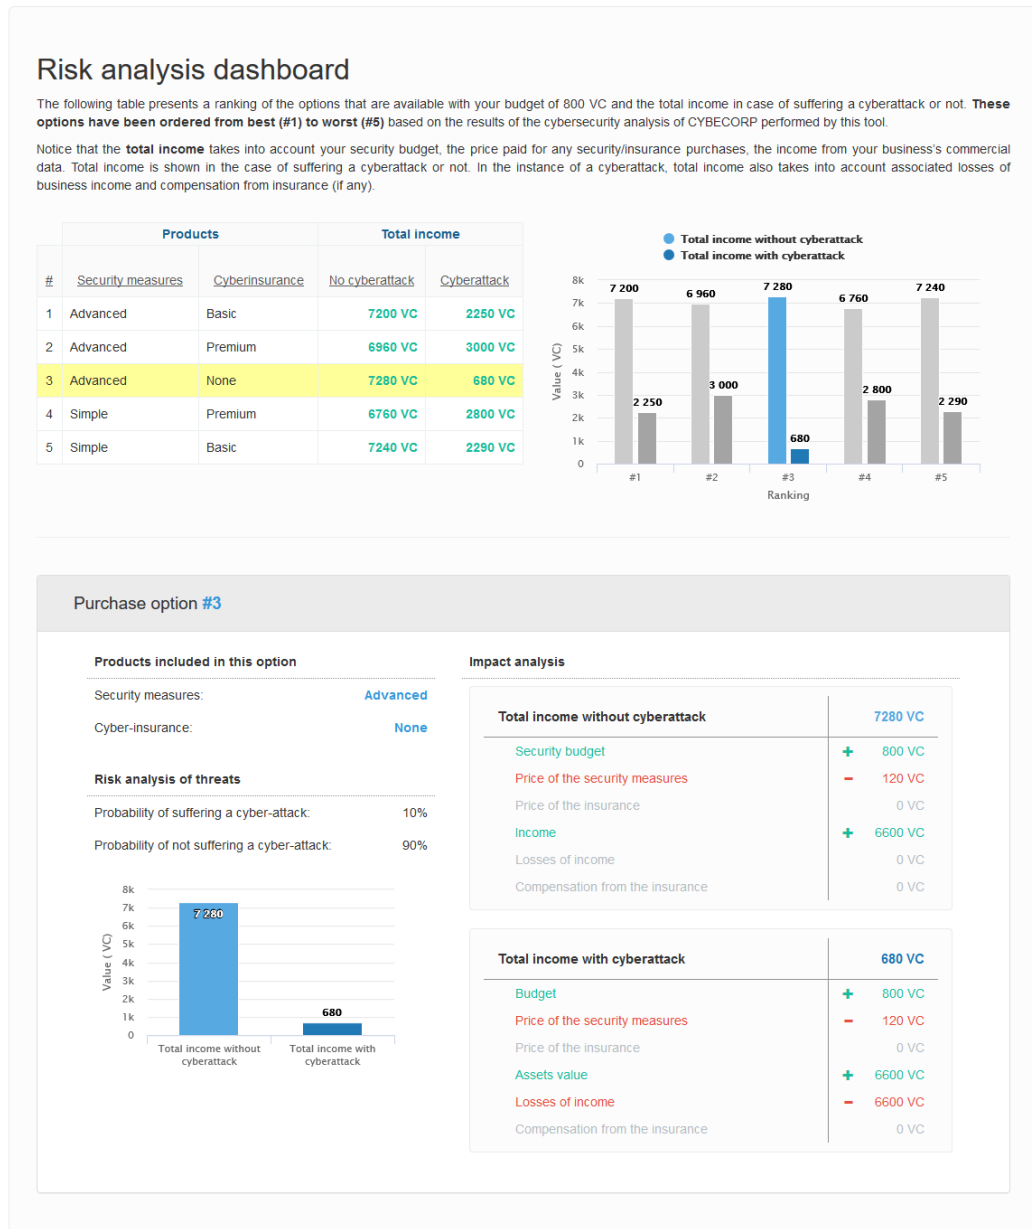 Risk analysis dashboard
The following table presents a ranking of the options that are available with your budget of 800 VC and the total income in case of suffering a cyberattack or not. These
options have been ordered from best (#1) to worst (#5) based on the results of the cybersecurity analysis of CYBECORP performed by this tool.
Notice that the total income takes into account your security budget, the price paid for any security/insurance purchases, the income from your business's commercial
data. Total income is shown in the case of suffering a cyberattack or not. In the instance of a cyberattack, total income also takes into account associated losses of
business income and compensation from insurance (if any).
Products Total income
# Security measures Cyberinsurance No cyberattack Cyberattack
1 Advanced Basic 7200 VC 2250 VC
2 Advanced Premium 6960 VC 3000 VC
3 Advanced None 7280 VC 680 VC
4 Simple Premium 6760 VC 2800 VC
5 Simple Basic 7240 VC 2290 VC
Total income without cyberattack
Total income with cyberattack
Value ( VC)
8k
7k
6k
5k
4k
3k
2k
1k
0
7 200 6 960 7 280 6 760 7 240
2 250 3 000 680 2 800 2 290
#1 #2 #3 #4 #5
Ranking
Purchase option #3
Products included in this option
Security measures: Advanced
Cyber-insurance: None
Risk analysis of threats
Probability of suffering a cyber-attack: 10%
Probability of not suffering a cyber-attack: 90%
Value ( VC)
8k
7k
6k
5k
4k
3k
2k
1k
0
7 280
680
Total income without Total income with
cyberattack cyberattack
Impact analysis
Total income without cyberattack 7280 VC
Security budget + 800 VC
Price of the security measures - 120 VC
Price of the insurance 0 VC
Income + 6600 VC
Losses of income 0 VC
Compensation from the insurance 0 VC
Total income with cyberattack 680 VC
Budget + 800 VC
Price of the security measures - 120 VC
Price of the insurance 0 VC
Assets value + 6600 VC
Losses of income - 6600 VC
Compensation from the insurance 0 VC